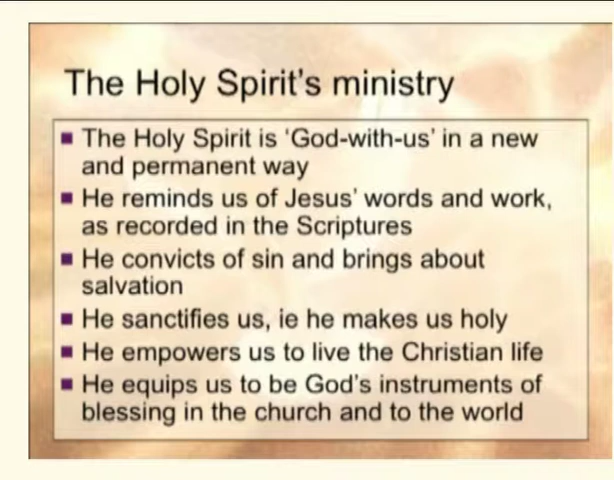 The Holy Spirit's ministry
▪ The Holy Spirit is ‘God-with-us’ in a new
and permanent way
▪ He reminds us of Jesus’ words and work,
as recorded in the Scriptures
▪ He convicts of sin and brings about
salvation
▪ He sanctifies us, ie he makes us holy
▪ He empowers us to live the Christian life
▪ He equips us to be God’s instruments of
blessing in the church and to the world